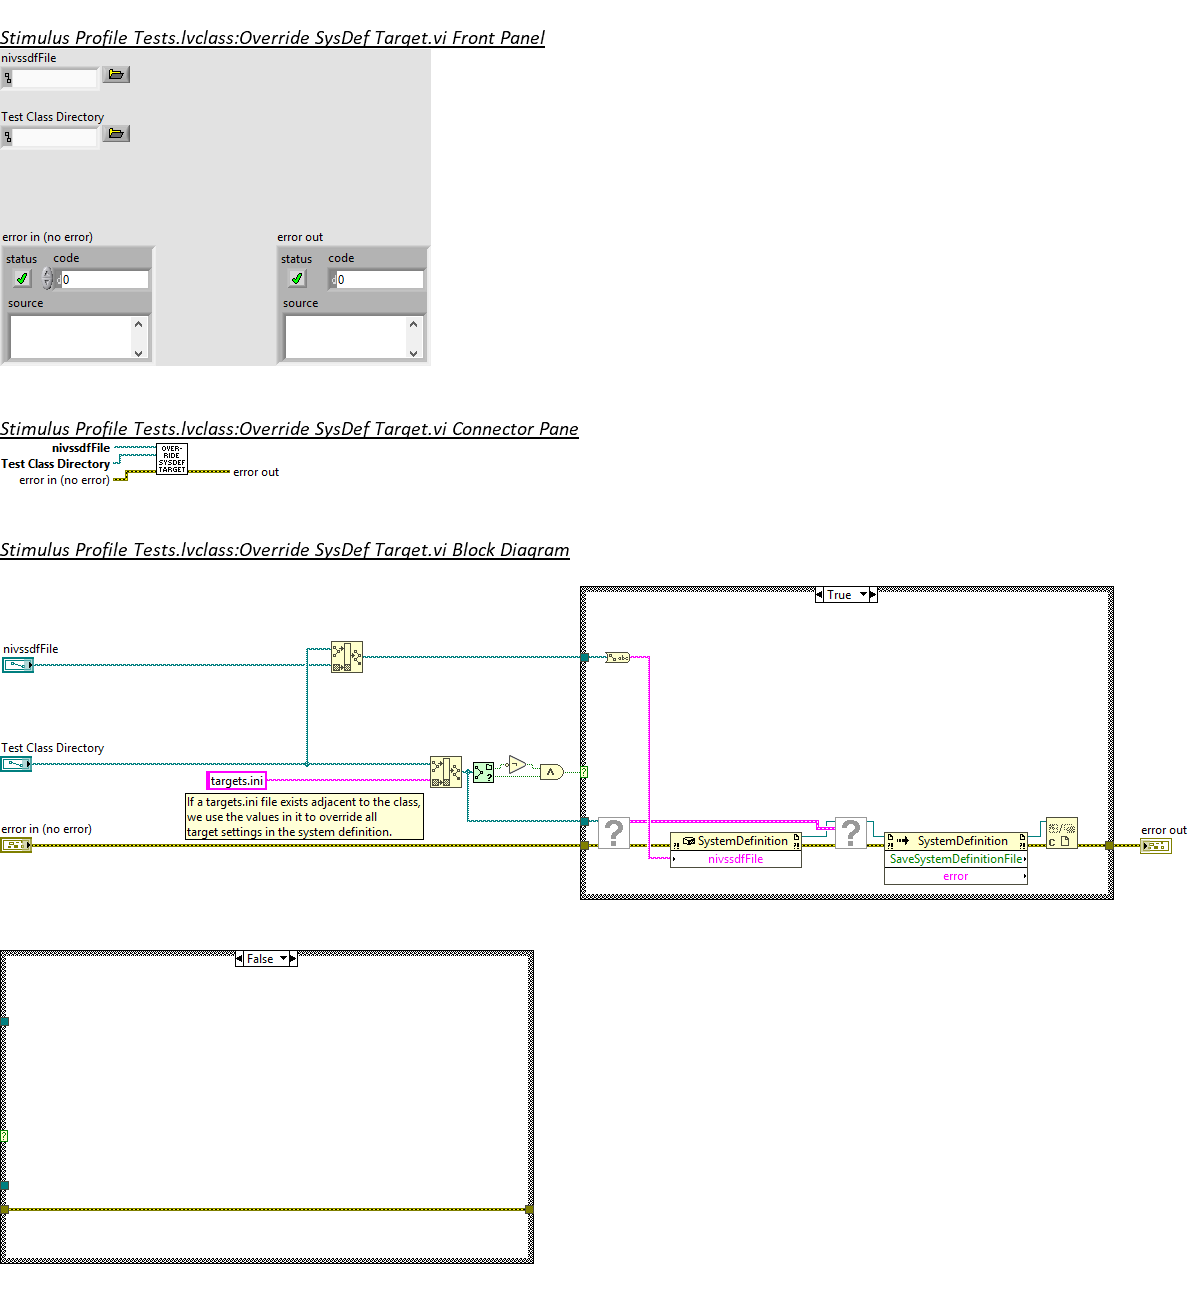 Stimulus Profile Tests.lvclass:Override SysDef Target.vi Front Panel
nivssdfFile
Test Class Directory
error in (no error)
error out
status code
0
source
status code
0
source
Stimulus Profile Tests.lvclass:Override SysDef Target.vi Connector Pane
nivssdfFile
Test Class Directory
error in (no error)
OVER-
RIDE
SYSDEF
TARGET
error out
Stimulus Profile Tests.lvclass:Override SysDef Target.vi Block Diagram
True
nivssdfFile
abc
Test Class Directory
targets.ini
If a targets.ini file exists adjacent to the class,
we use the values in it to override all
target settings in the system definition.
error in (no error)
?
SystemDefinition
nivssdfFile
?
SystemDefinition
SaveSystemDefinitionFile
error
error out
False